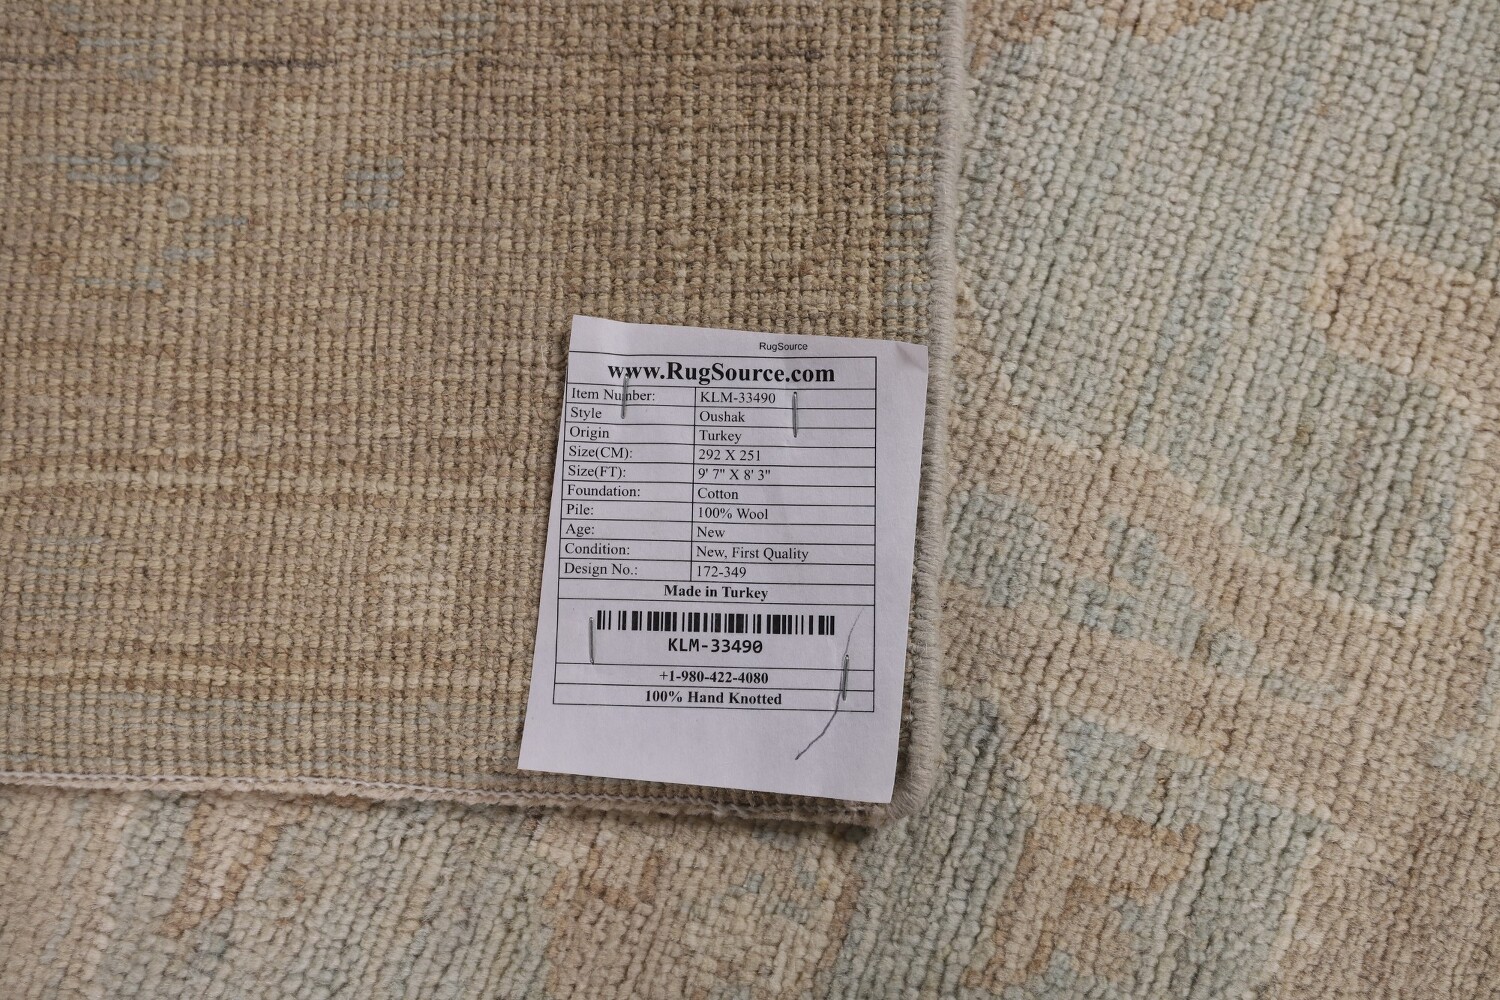 RugSource
www.RugSource.com
Item Number: KLM-33490
Style Oushak
Origin Turkey
Size(CM): 292 X 251
Size(FT): 9' 7" X 8' 3"
Foundation: Cotton
Pile: 100% Wool
Age: New
Condition: New, First Quality
Design No.: 172-349
Made in Turkey
KLM-33490
+1-980-422-4080
100% Hand Knotted